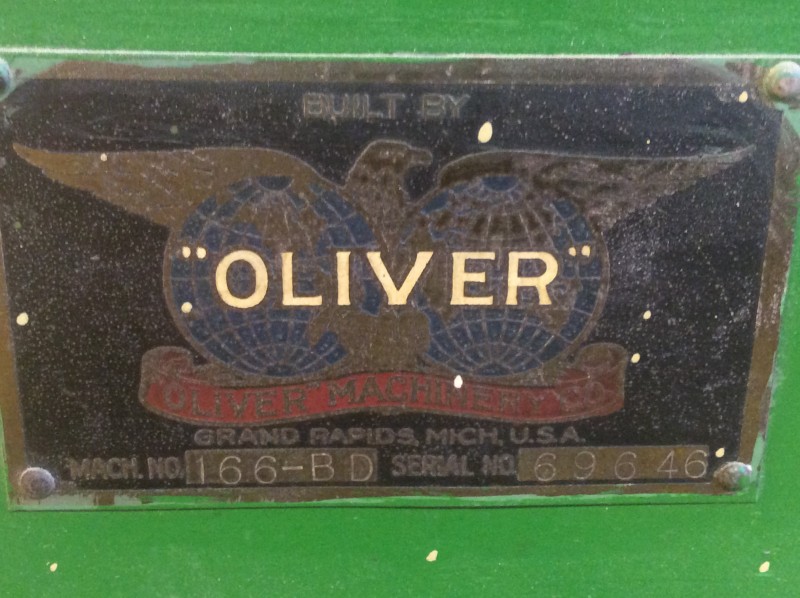 BUILT BY
"OLIVER"
"OLIVER" MACHINERY CO.
GRAND RAPIDS, MICH. U.S.A.
MACH. NO. 166-BD SERIAL NO. 69646